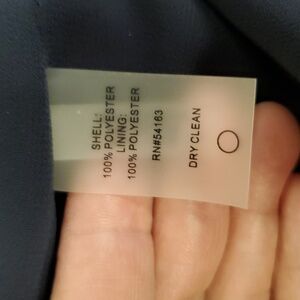 SHELL:
100% POLYESTER
LINING:
100% POLYESTER
RN#54163
DRY CLEAN